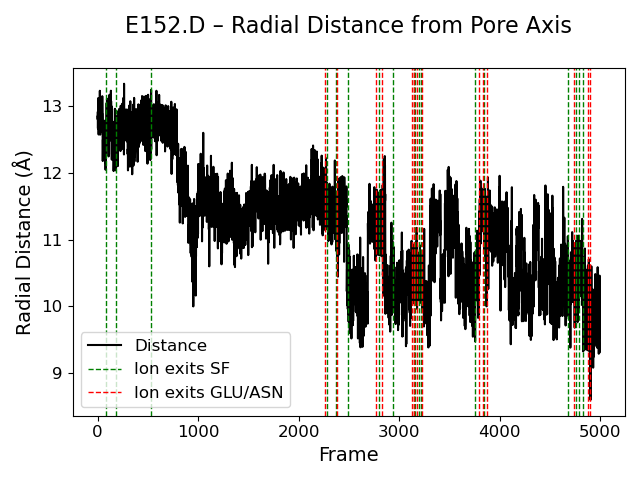 E152.D – Radial Distance from Pore Axis
Radial Distance (Å)
13
12
11
10
9
Distance
Ion exits SF
Ion exits GLU/ASN
0 1000 2000 3000 4000 5000
Frame